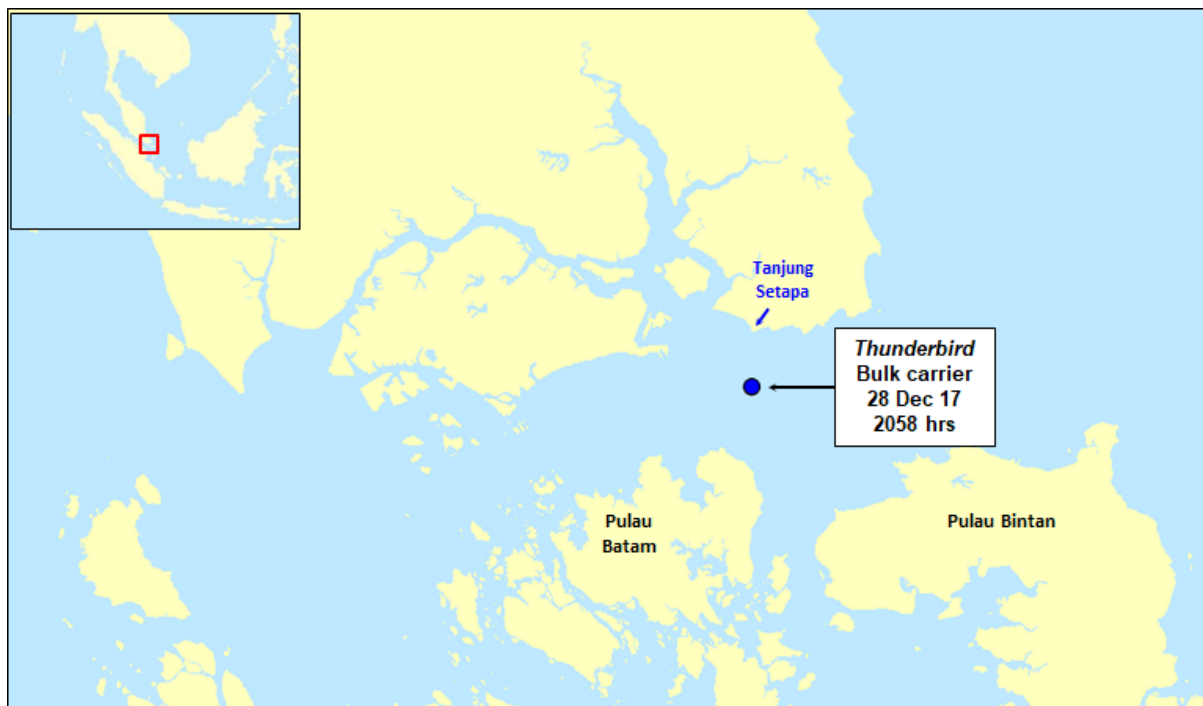 Tanjung
Setapa
Thunderbird
Bulk carrier
28 Dec 17
2058 hrs
Pulau
Batam
Pulau Bintan